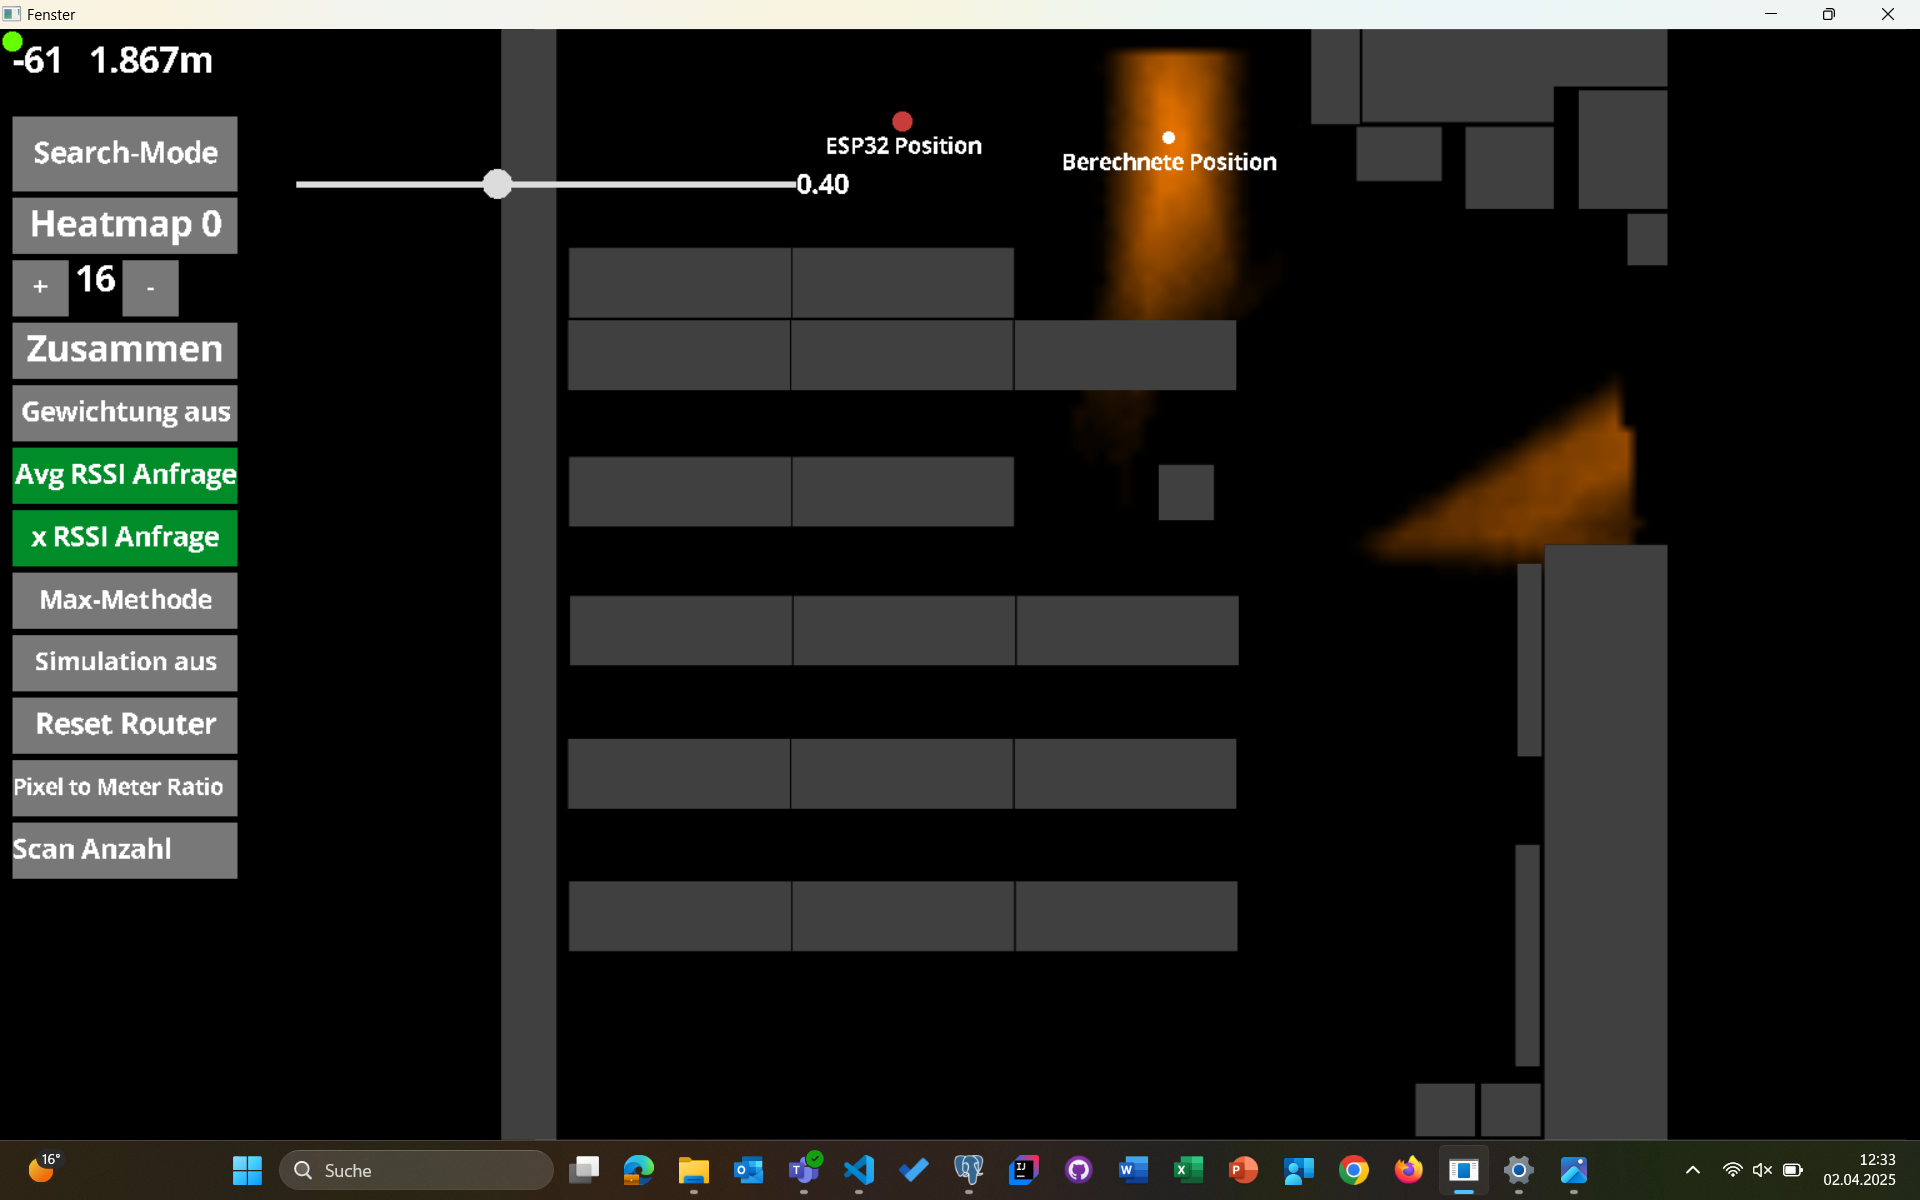 Fenster
-61 1.867m
Search-Mode
ESP32 Position
Berechnete Position
0.40
Heatmap 0
+ 16 -
Zusammen
Gewichtung aus
Avg RSSI Anfrage
x RSSI Anfrage
Max-Methode
Simulation aus
Reset Router
Pixel to Meter Ratio
Scan Anzahl
16°
Suche
12:33
02.04.2025